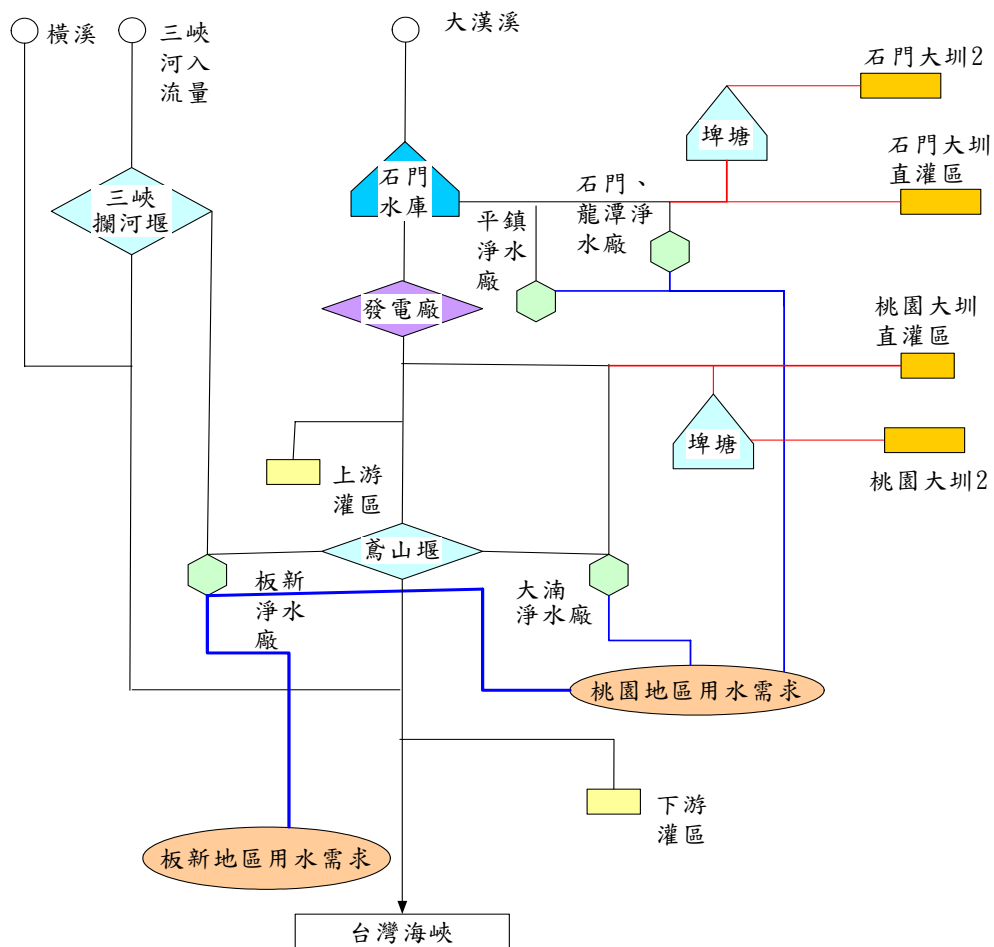 橫溪
三峽
河入
流量
大漢溪
石門大圳2
埤塘
石門大圳
直灌區
三峽
攔河堰
石門
水庫
石門、
龍潭淨
水廠
平鎮
淨水
廠
發電廠
桃園大圳
直灌區
埤塘
桃園大圳2
上游
灌區
鳶山堰
板新
淨水
廠
大湳
淨水廠
桃園地區用水需求
下游
灌區
板新地區用水需求
台灣海峽